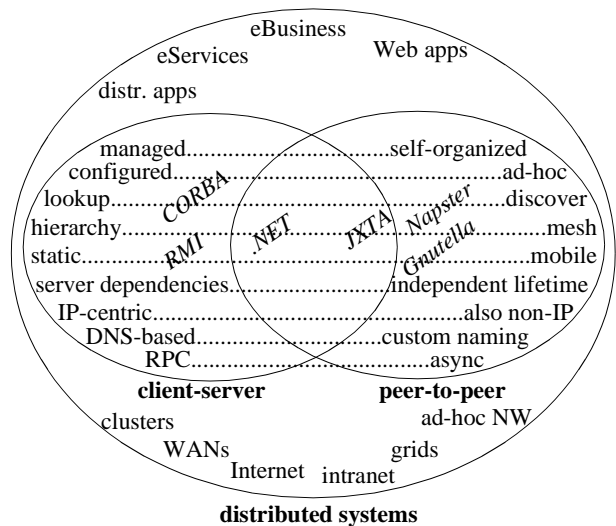 eBusiness
eServices
Web apps
distr. apps
managed..............................self-organized
configured..................................................ad-hoc
lookup............................................................discover
CORBA
Napster
hierarchy................................................................mesh
RMI
.NET
JXTA
Gnutella
static....................................................................mobile
server dependencies.........................independent lifetime
IP-centric..................................................also non-IP
DNS-based............................custom naming
RPC.....................................async
client-server
peer-to-peer
clusters
ad-hoc NW
WANs
grids
Internet
intranet
distributed systems